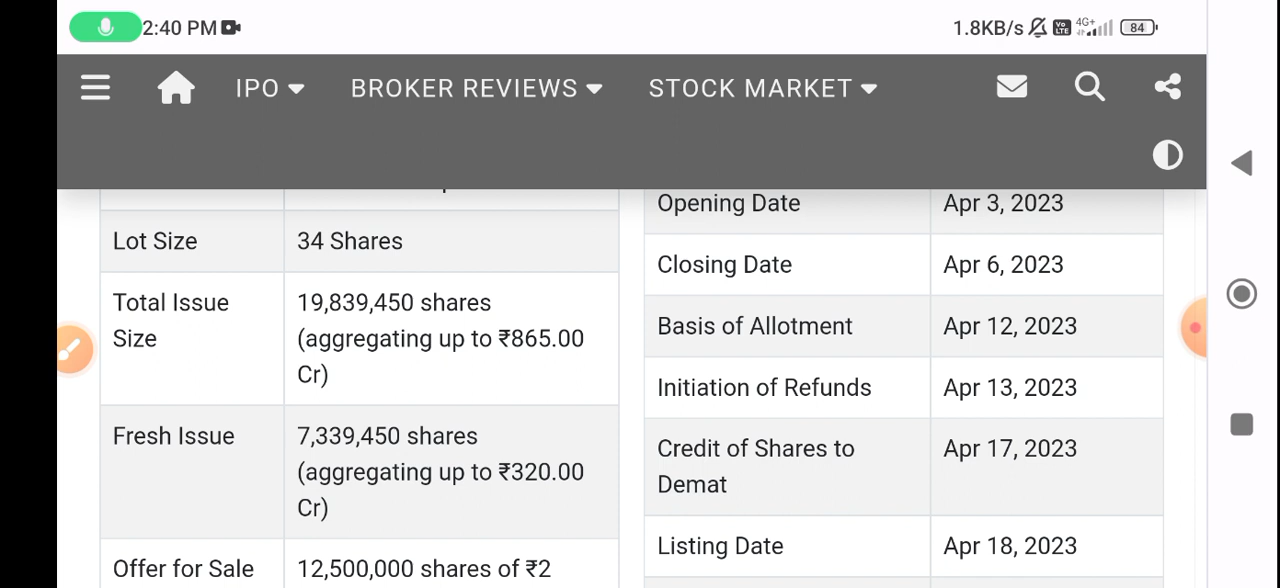 2:40 PM
1.8KB/s
Vo LTE
4G+
84
IPO
BROKER REVIEWS
STOCK MARKET
Lot Size
34 Shares
Total Issue
Size
19,839,450 shares
(aggregating up to ₹865.00
Cr)
Fresh Issue
7,339,450 shares
(aggregating up to ₹320.00
Cr)
Offer for Sale
12,500,000 shares of ₹2
Opening Date
Apr 3, 2023
Closing Date
Apr 6, 2023
Basis of Allotment
Apr 12, 2023
Initiation of Refunds
Apr 13, 2023
Credit of Shares to
Demat
Apr 17, 2023
Listing Date
Apr 18, 2023